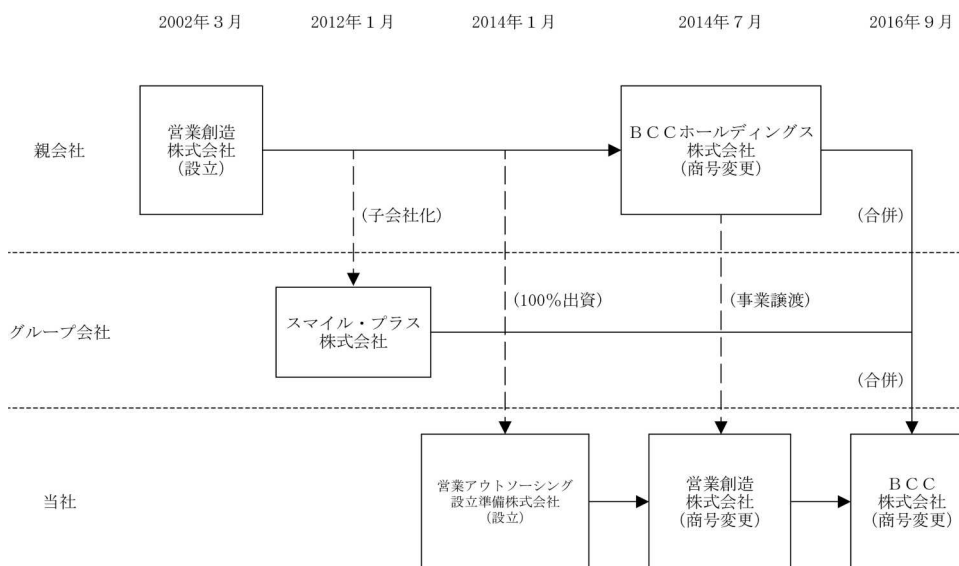 2002年3月
2012年1月
2014年1月
2014年7月
2016年9月
親会社
営業創造
株式会社
(設立)
BCCホールディングス
株式会社
(商号変更)
(子会社化)
(合併)
グループ会社
スマイル・プラス
株式会社
(100%出資)
(事業譲渡)
(合併)
当社
営業アウトソーシング
設立準備株式会社
(設立)
営業創造
株式会社
(商号変更)
BCC
株式会社
(商号変更)